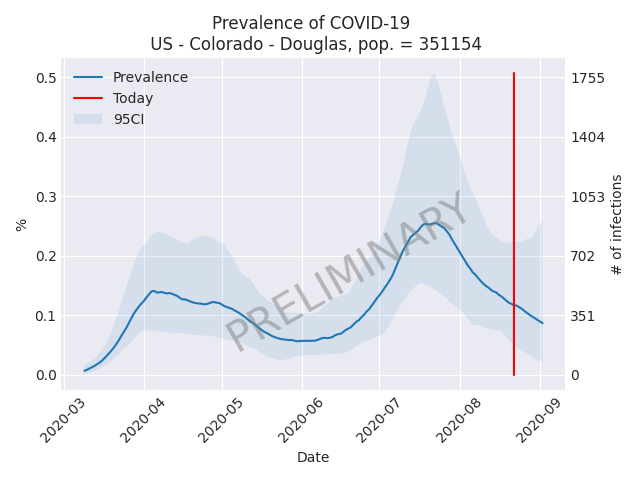 Prevalence of COVID-19
US - Colorado - Douglas, pop. = 351154
Prevalence
Today
95CI
0.5
0.4
0.3
0.2
0.1
0.0
%
1755
1404
1053
702
351
0
# of infections
PRELIMINARY
2020-03
2020-04
2020-05
2020-06
2020-07
2020-08
2020-09
Date